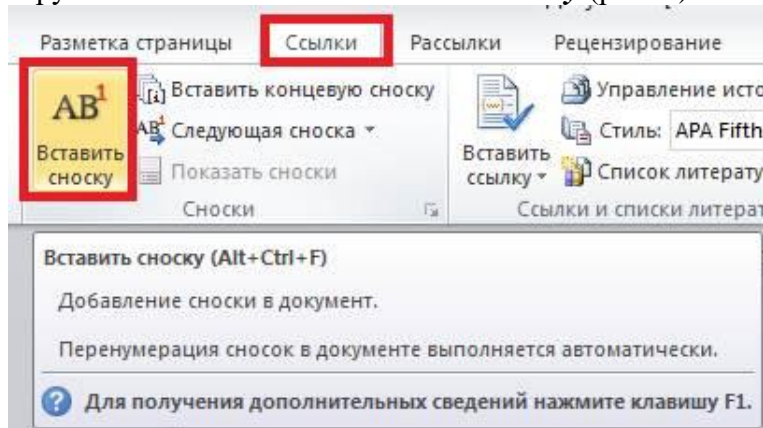 Разметка страницы Ссылки Рассылки Рецензирование
AB1 Вставить концевую сноску Управление исто
AB1 Следующая сноска Стиль: APA Fifth
Вставить сноску Показать сноски Вставить ссылку Список литерату
Сноски Ссылки и списки литерат
Вставить сноску (Alt+Ctrl+F)
Добавление сноски в документ.
Перенумерация сносок в документе выполняется автоматически.
Для получения дополнительных сведений нажмите клавишу F1.